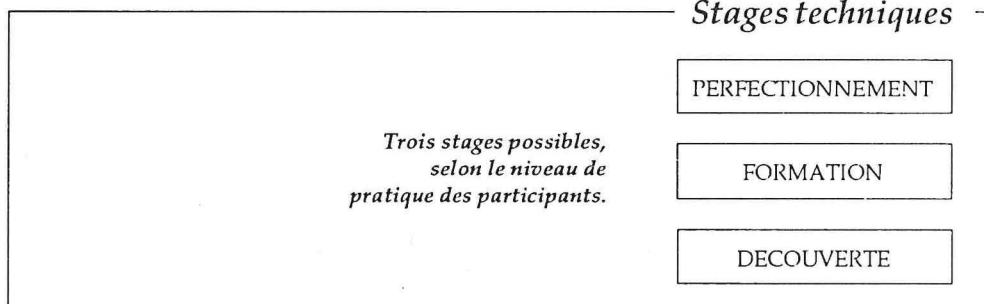 Stages techniques
PERFECTIONNEMENT
Trois stages possibles,
selon le niveau de
pratique des participants.
FORMATION
DECOUVERTE